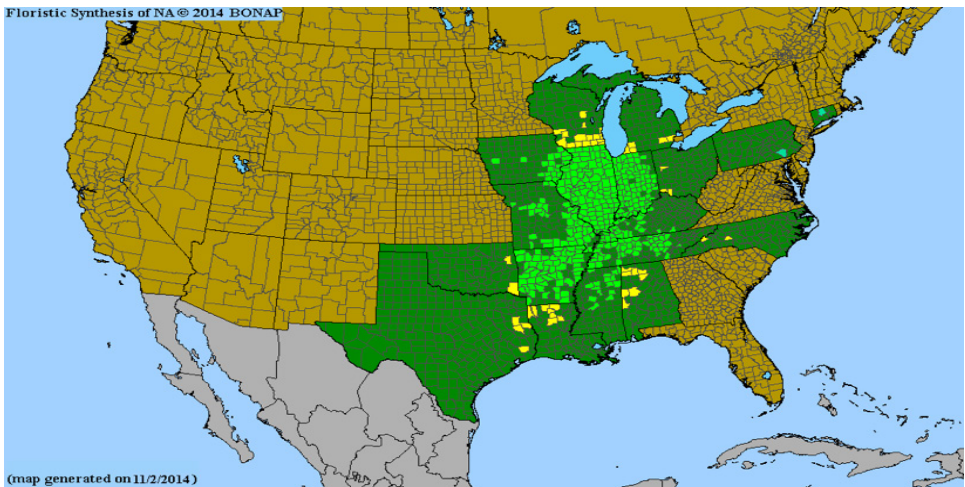 Floristic Synthesis of NA © 2014 BONAP
(map generated on 11/2/2014)